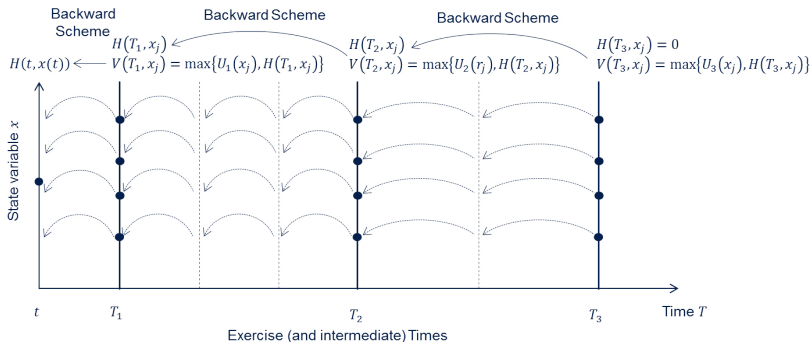 Backward Scheme
Backward Scheme
Backward Scheme
H(T₁, xⱼ)
H(T₂, xⱼ)
H(T₃, xⱼ) = 0
H(t, x(t))
V(T₁, xⱼ) = max{U₁(xⱼ), H(T₁, xⱼ)}
V(T₂, xⱼ) = max{U₂(rⱼ), H(T₂, xⱼ)}
V(T₃, xⱼ) = max{U₃(xⱼ), H(T₃, xⱼ)}
State variable x
t
T₁
T₂
T₃
Time T
Exercise (and intermediate) Times